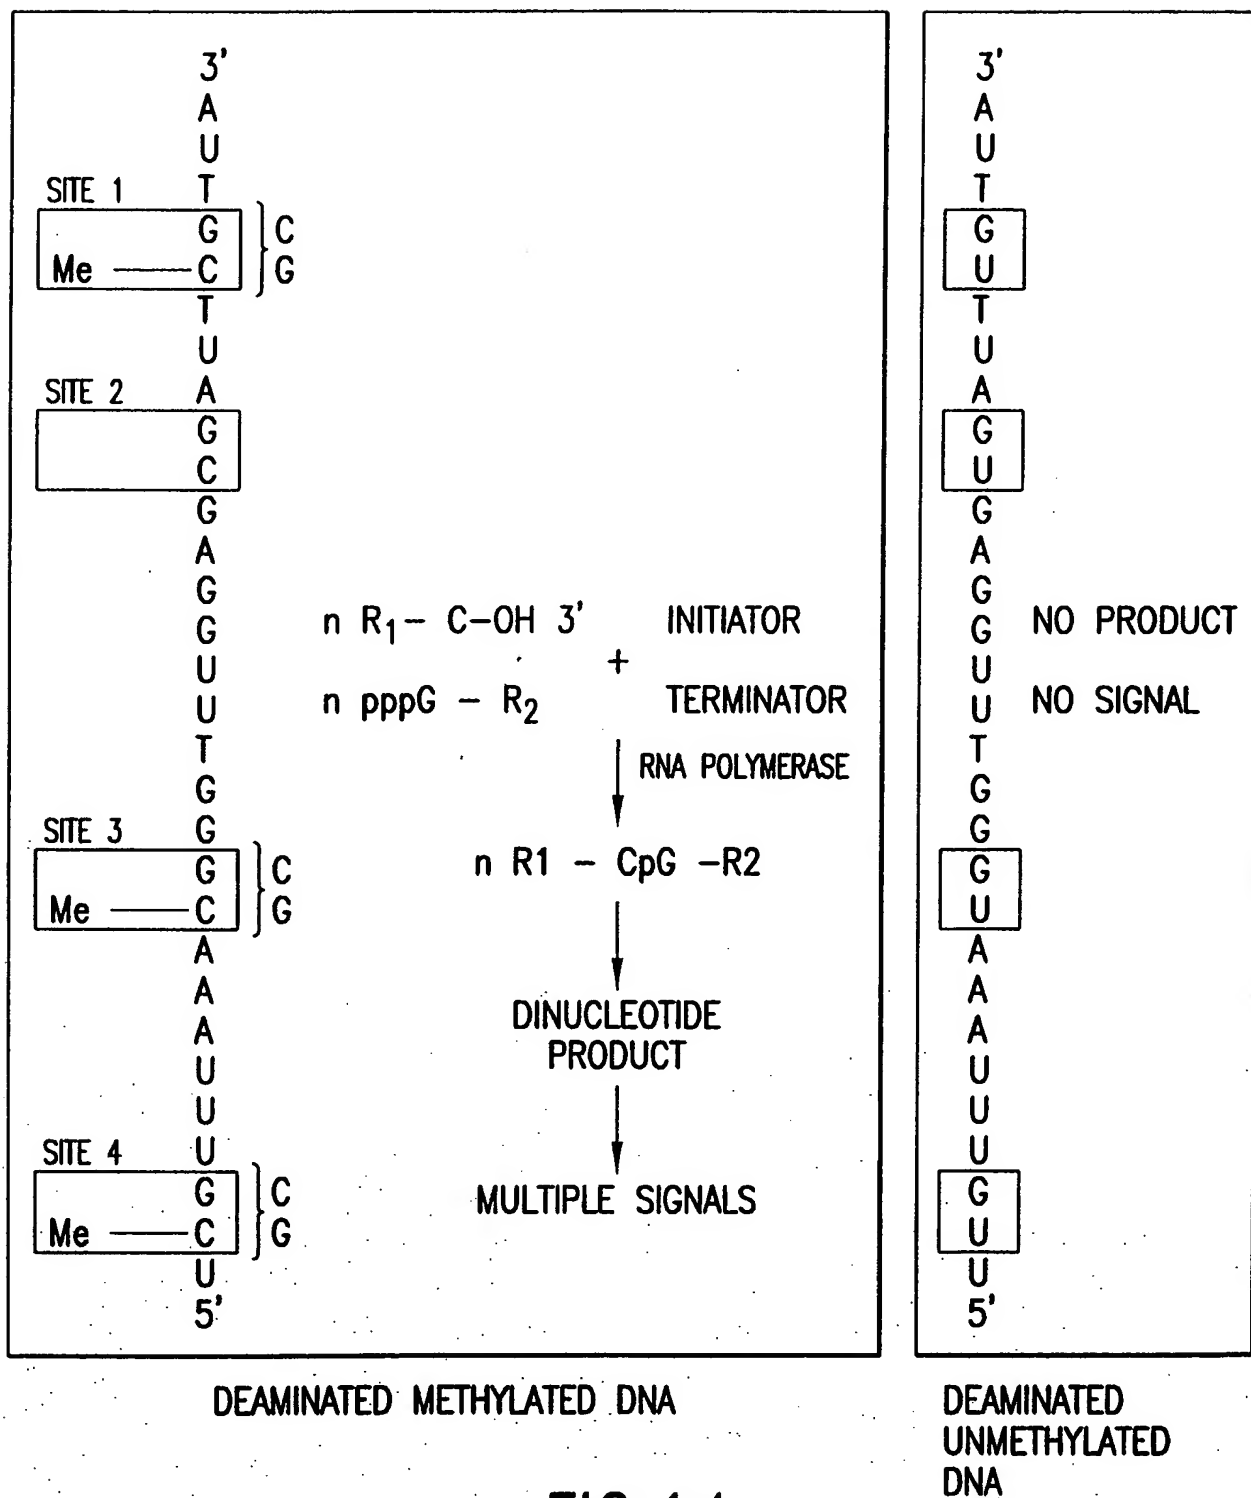 3'
A
U
T
SITE 1
G
C
Me — C
G
T
U
A
SITE 2
G
C
G
A
G
G
U
U
T
G
G
SITE 3
G
C
Me — C
G
A
A
A
U
U
U
SITE 4
G
C
Me — C
G
U
5'
n R1 – C–OH 3' INITIATOR
+
n pppG – R2 TERMINATOR
RNA POLYMERASE
n R1 – CpG –R2
DINUCLEOTIDE
PRODUCT
MULTIPLE SIGNALS
DEAMINATED METHYLATED DNA
3'
A
U
T
G
U
T
U
A
G
U
G
A
G
G
U
U
T
G
G
G
U
A
A
A
U
U
U
G
U
U
5'
NO PRODUCT
NO SIGNAL
DEAMINATED
UNMETHYLATED
DNA